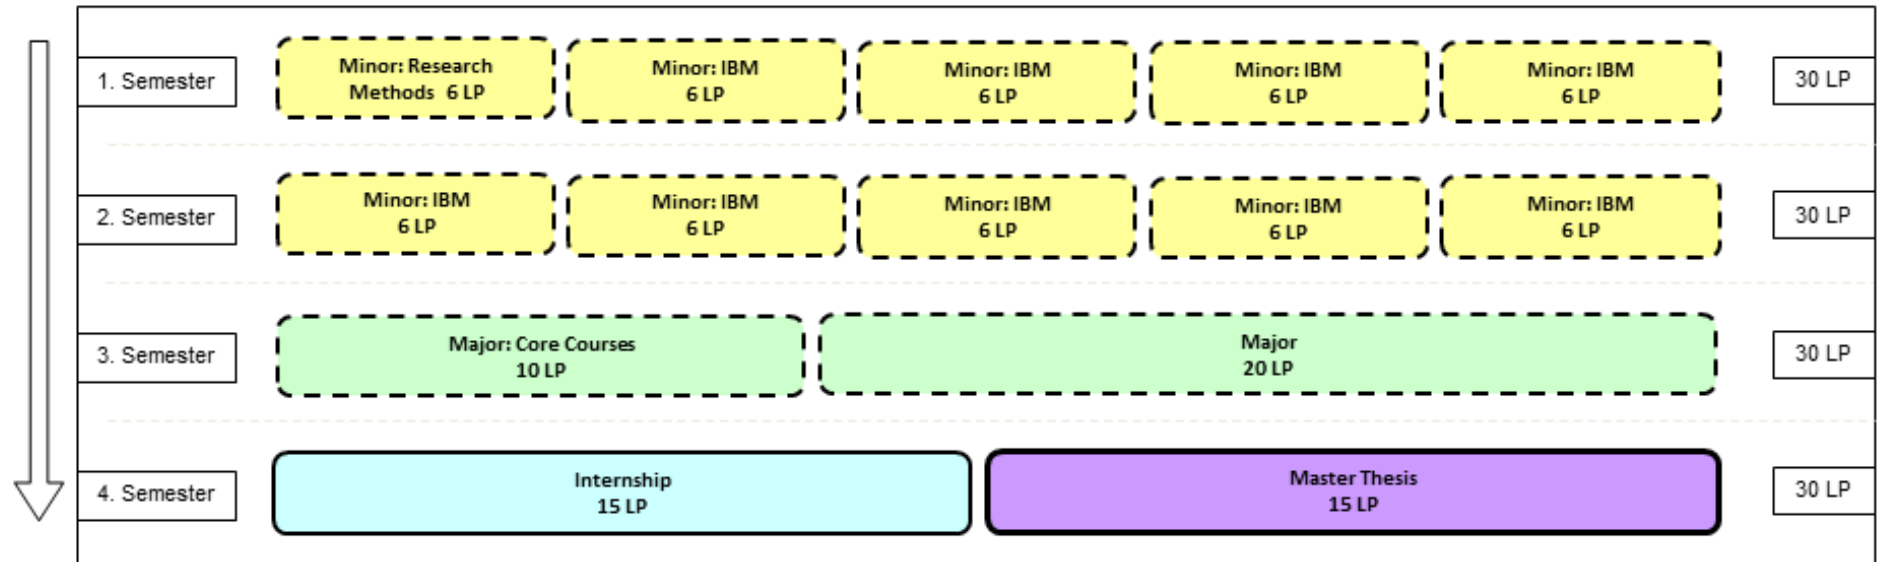 1. Semester
Minor: Research
Methods 6 LP
Minor: IBM
6 LP
Minor: IBM
6 LP
Minor: IBM
6 LP
Minor: IBM
6 LP
30 LP
2. Semester
Minor: IBM
6 LP
Minor: IBM
6 LP
Minor: IBM
6 LP
Minor: IBM
6 LP
Minor: IBM
6 LP
30 LP
3. Semester
Major: Core Courses
10 LP
Major
20 LP
30 LP
4. Semester
Internship
15 LP
Master Thesis
15 LP
30 LP